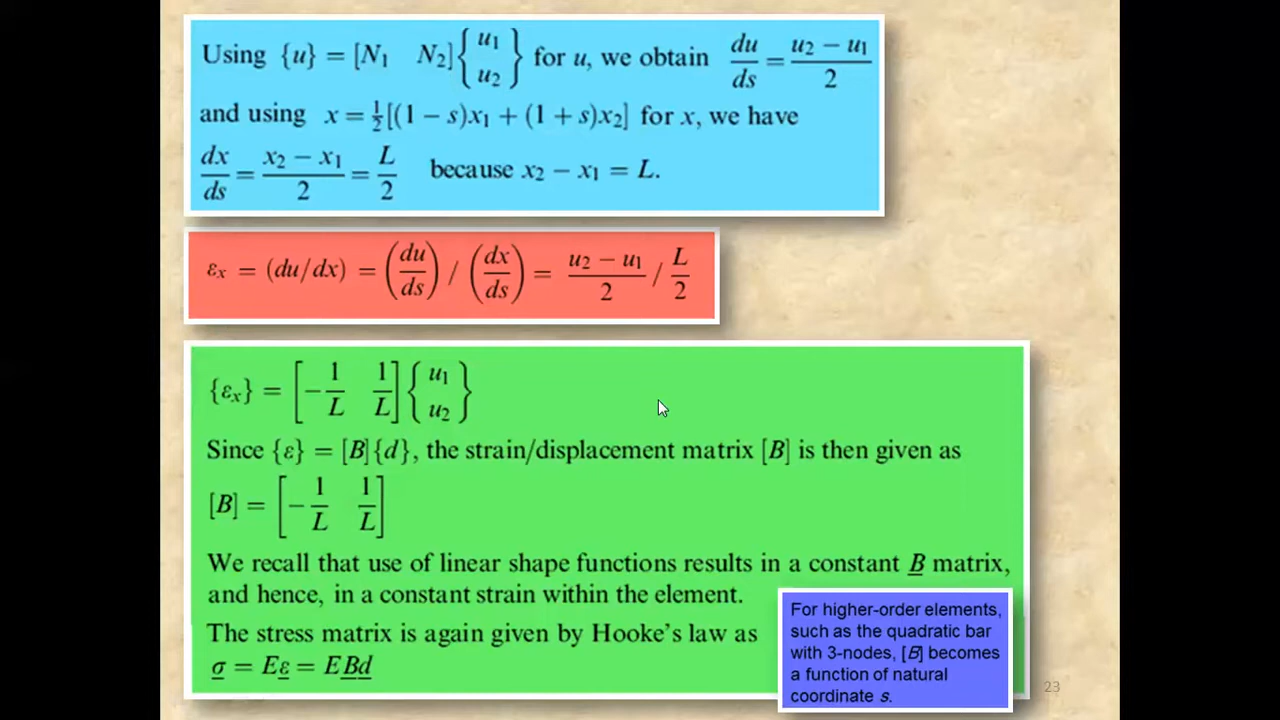 Using {u} = [N₁ N₂]{u₁ u₂} for u, we obtain du/ds = (u₂ − u₁)/2
and using x = ½[(1 − s)x₁ + (1 + s)x₂] for x, we have
dx/ds = (x₂ − x₁)/2 = L/2 because x₂ − x₁ = L.
εₓ = (du/dx) = (du/ds) / (dx/ds) = (u₂ − u₁)/2 / L/2
{εₓ} = [−1/L 1/L]{u₁ u₂}
Since {ε} = [B]{d}, the strain/displacement matrix [B] is then given as
[B] = [−1/L 1/L]
We recall that use of linear shape functions results in a constant B matrix,
and hence, in a constant strain within the element.
The stress matrix is again given by Hooke's law as
σ = Eε = EBd
For higher-order elements,
such as the quadratic bar
with 3-nodes, [B] becomes
a function of natural
coordinate s.
23